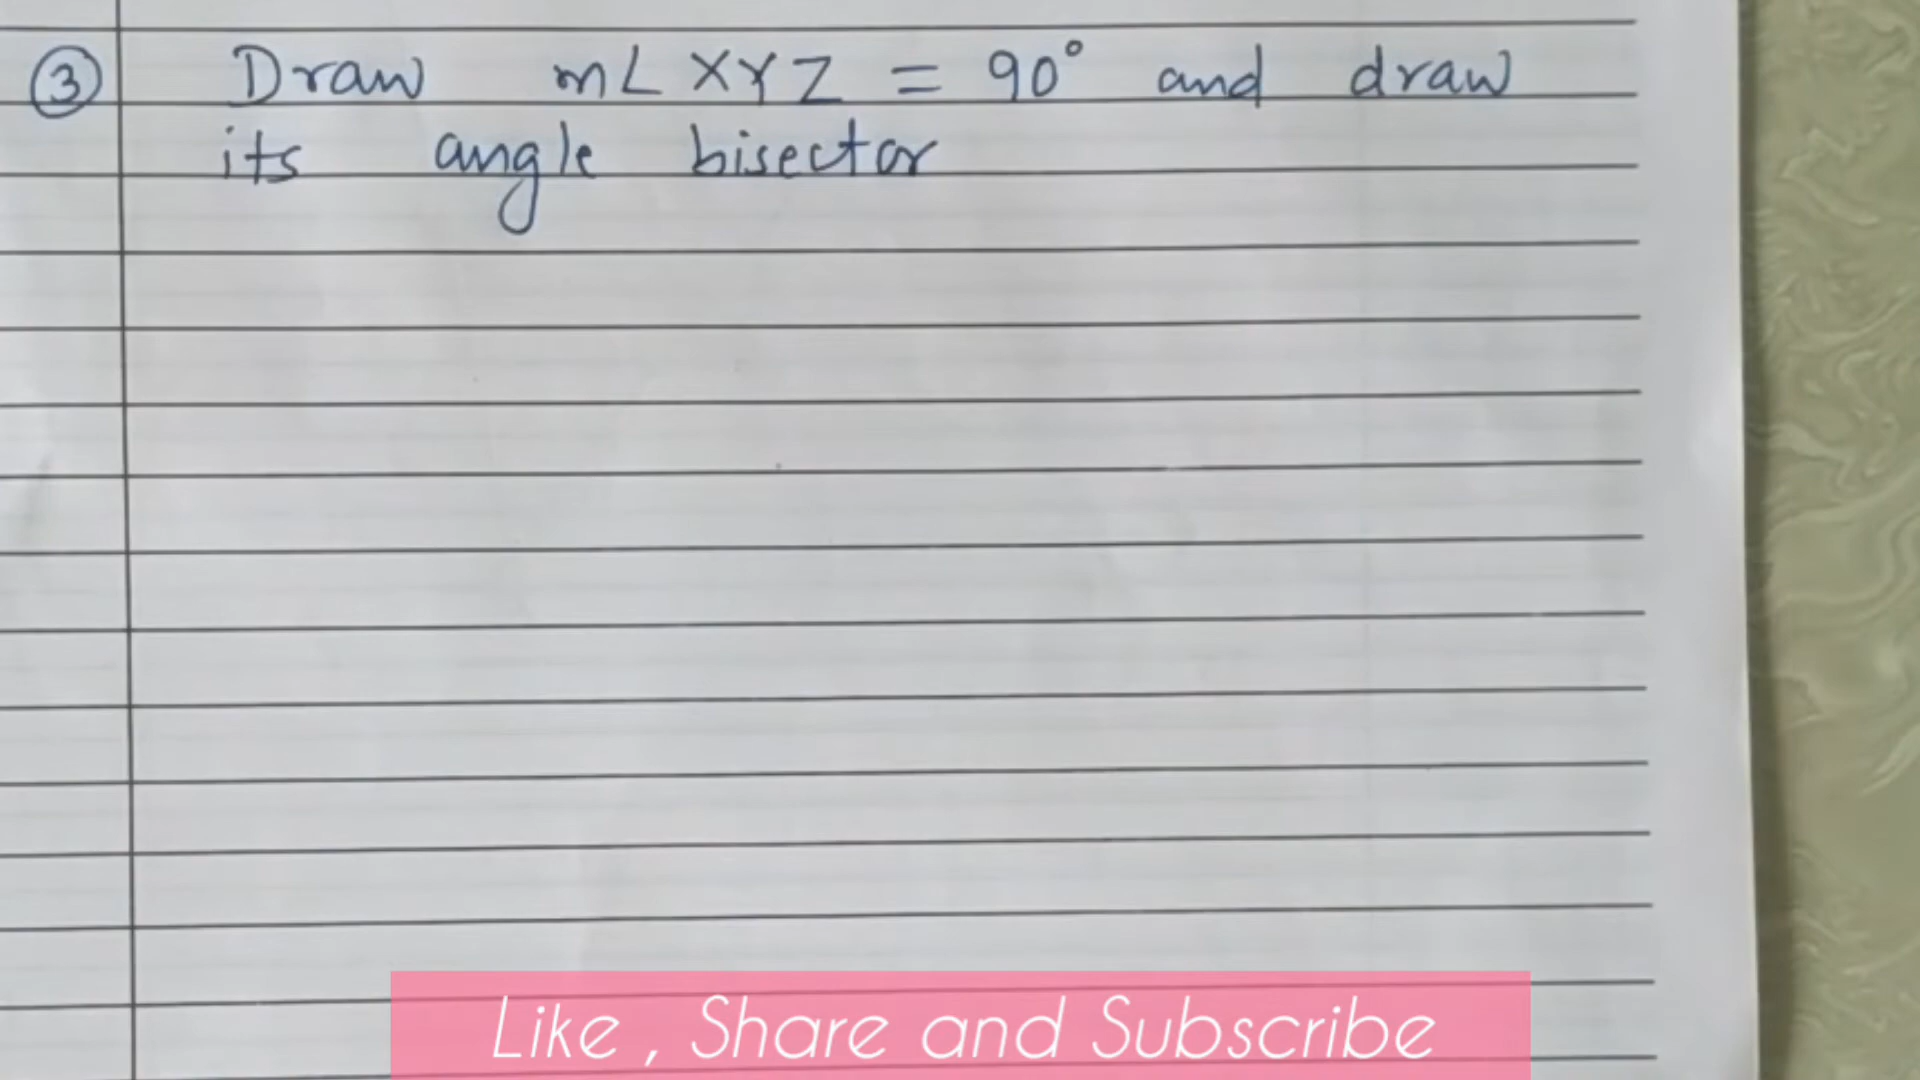 ③ Draw m∠XYZ = 90° and draw
its angle bisector
Like, Share and Subscribe